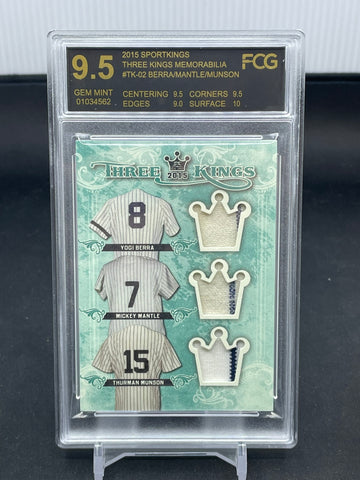 9.5
GEM MINT
01034562
2015 SPORTKINGS
THREE KINGS MEMORABILIA
#TK-02 BERRA/MANTLE/MUNSON
CENTERING 9.5 CORNERS 9.5
EDGES 9.0 SURFACE 10
FCG
2015
THREE KINGS
8
YOGI BERRA
7
MICKEY MANTLE
15
THURMAN MUNSON